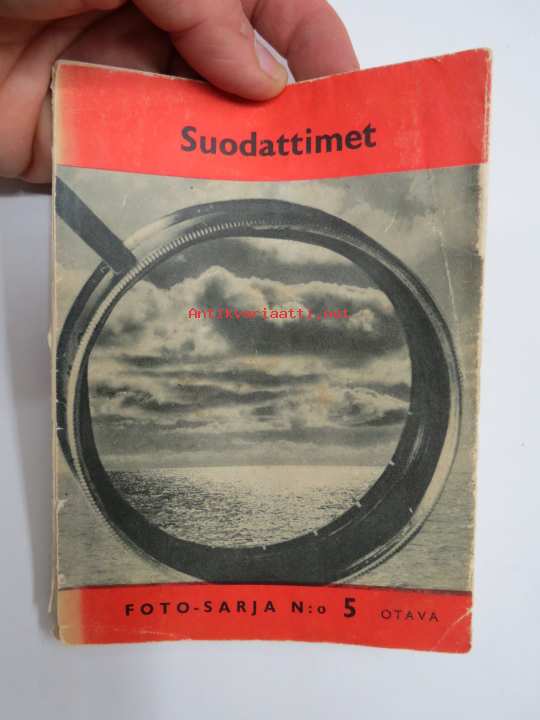 Suodattimet
Antikvariaatti.net
FOTO-SARJA N:o 5 OTAVA